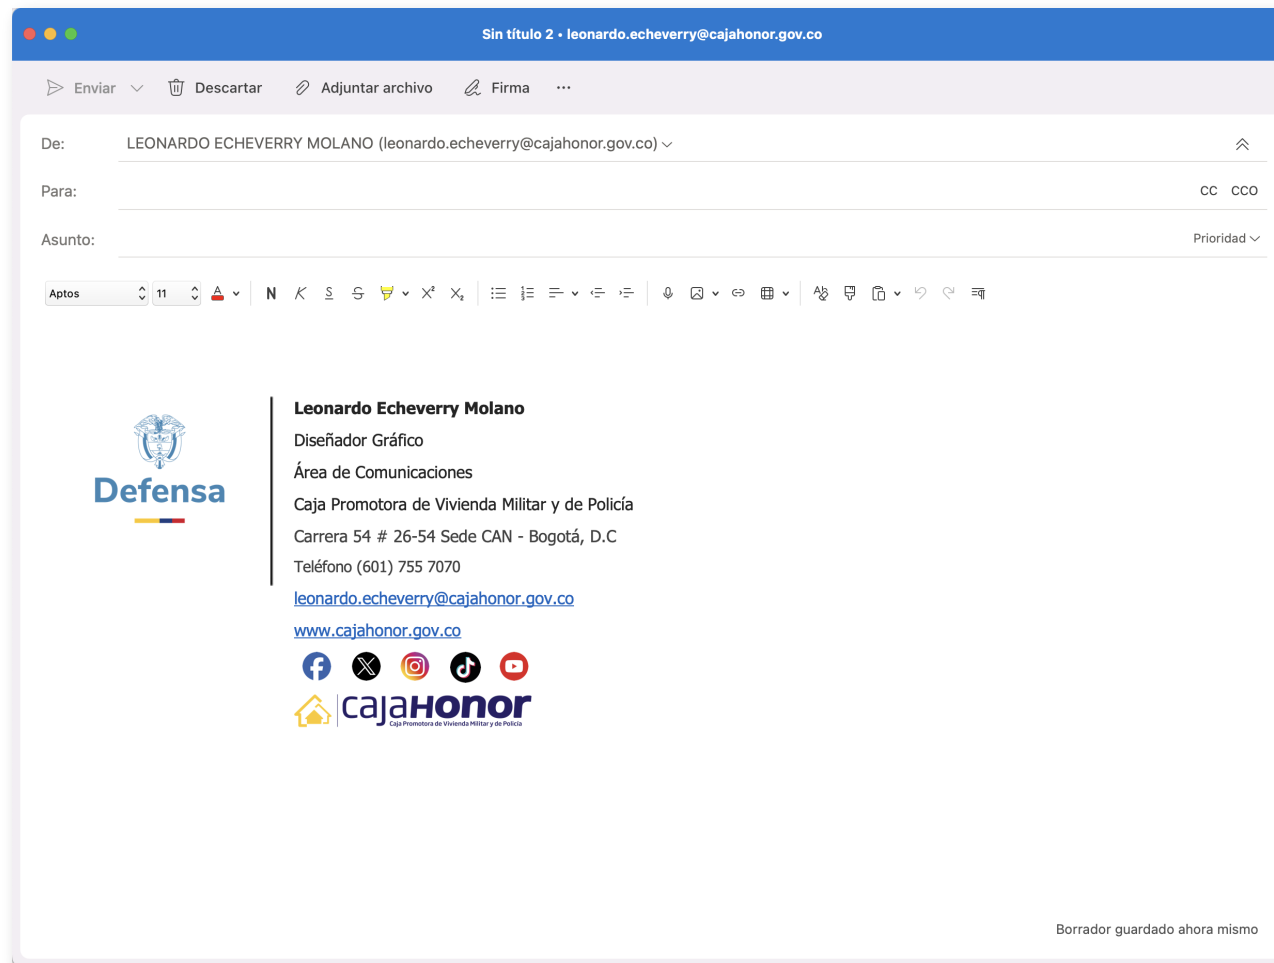 Sin título 2 • leonardo.echeverry@cajahonor.gov.co
Enviar Descartar Adjuntar archivo Firma ···
De: LEONARDO ECHEVERRY MOLANO (leonardo.echeverry@cajahonor.gov.co)
Para: CC CCO
Asunto: Prioridad
Aptos 11 A N K S S X² X₂
Leonardo Echeverry Molano
Diseñador Gráfico
Área de Comunicaciones
Defensa
Caja Promotora de Vivienda Militar y de Policía
Carrera 54 # 26-54 Sede CAN - Bogotá, D.C
Teléfono (601) 755 7070
leonardo.echeverry@cajahonor.gov.co
www.cajahonor.gov.co
cajaHonor
Caja Promotora de Vivienda Militar y de Policía
Borrador guardado ahora mismo